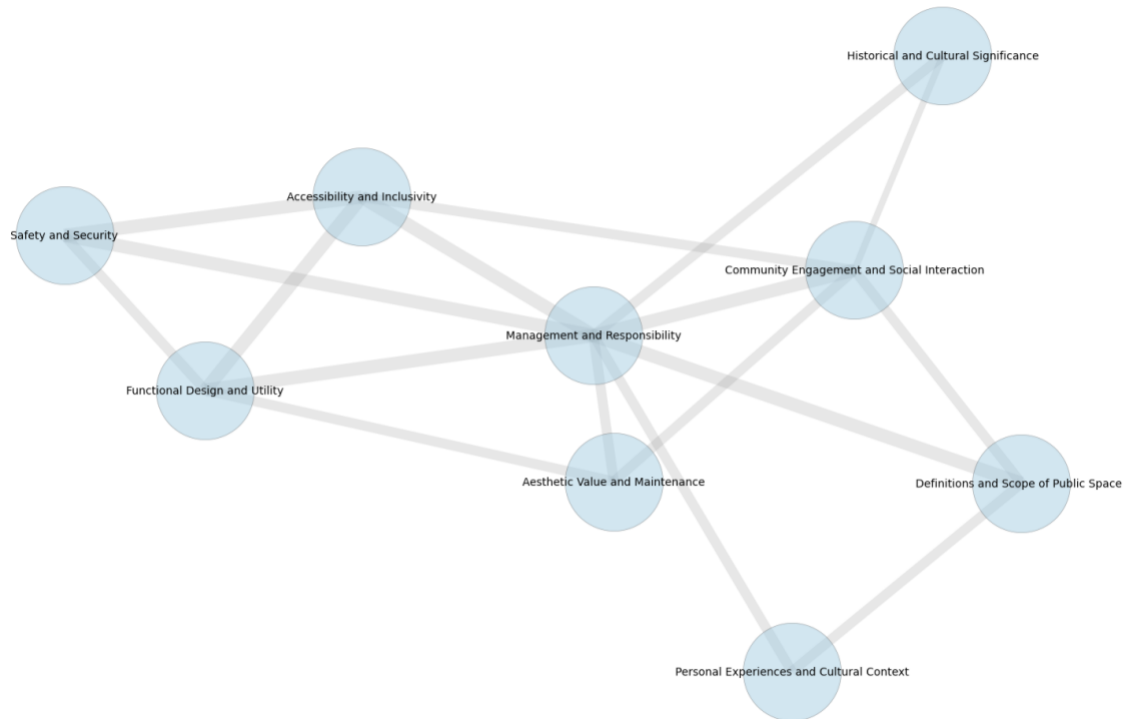 Historical and Cultural Significance
Accessibility and Inclusivity
Safety and Security
Community Engagement and Social Interaction
Management and Responsibility
Functional Design and Utility
Aesthetic Value and Maintenance
Definitions and Scope of Public Space
Personal Experiences and Cultural Context